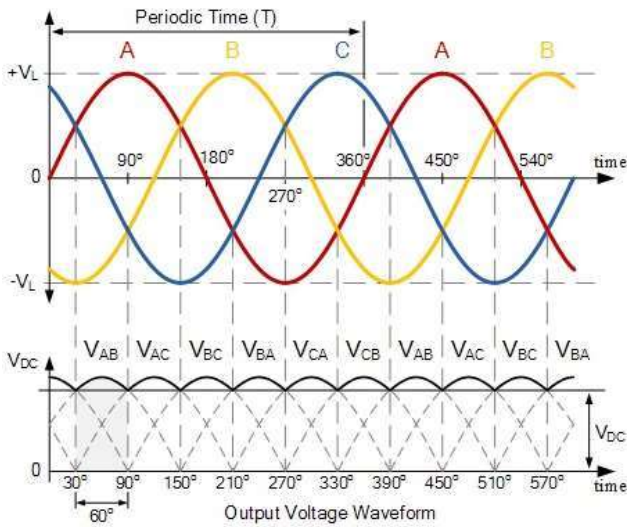 Periodic Time (T)
A B C A B
+VL
90° 180° 360° 450° 540° time
0
270°
-VL
VDC VAB VAC VBC VBA VCA VCB VAB VAC VBC VBA
VDC
0
30° 90° 150° 210° 270° 330° 390° 450° 510° 570° time
60° Output Voltage Waveform